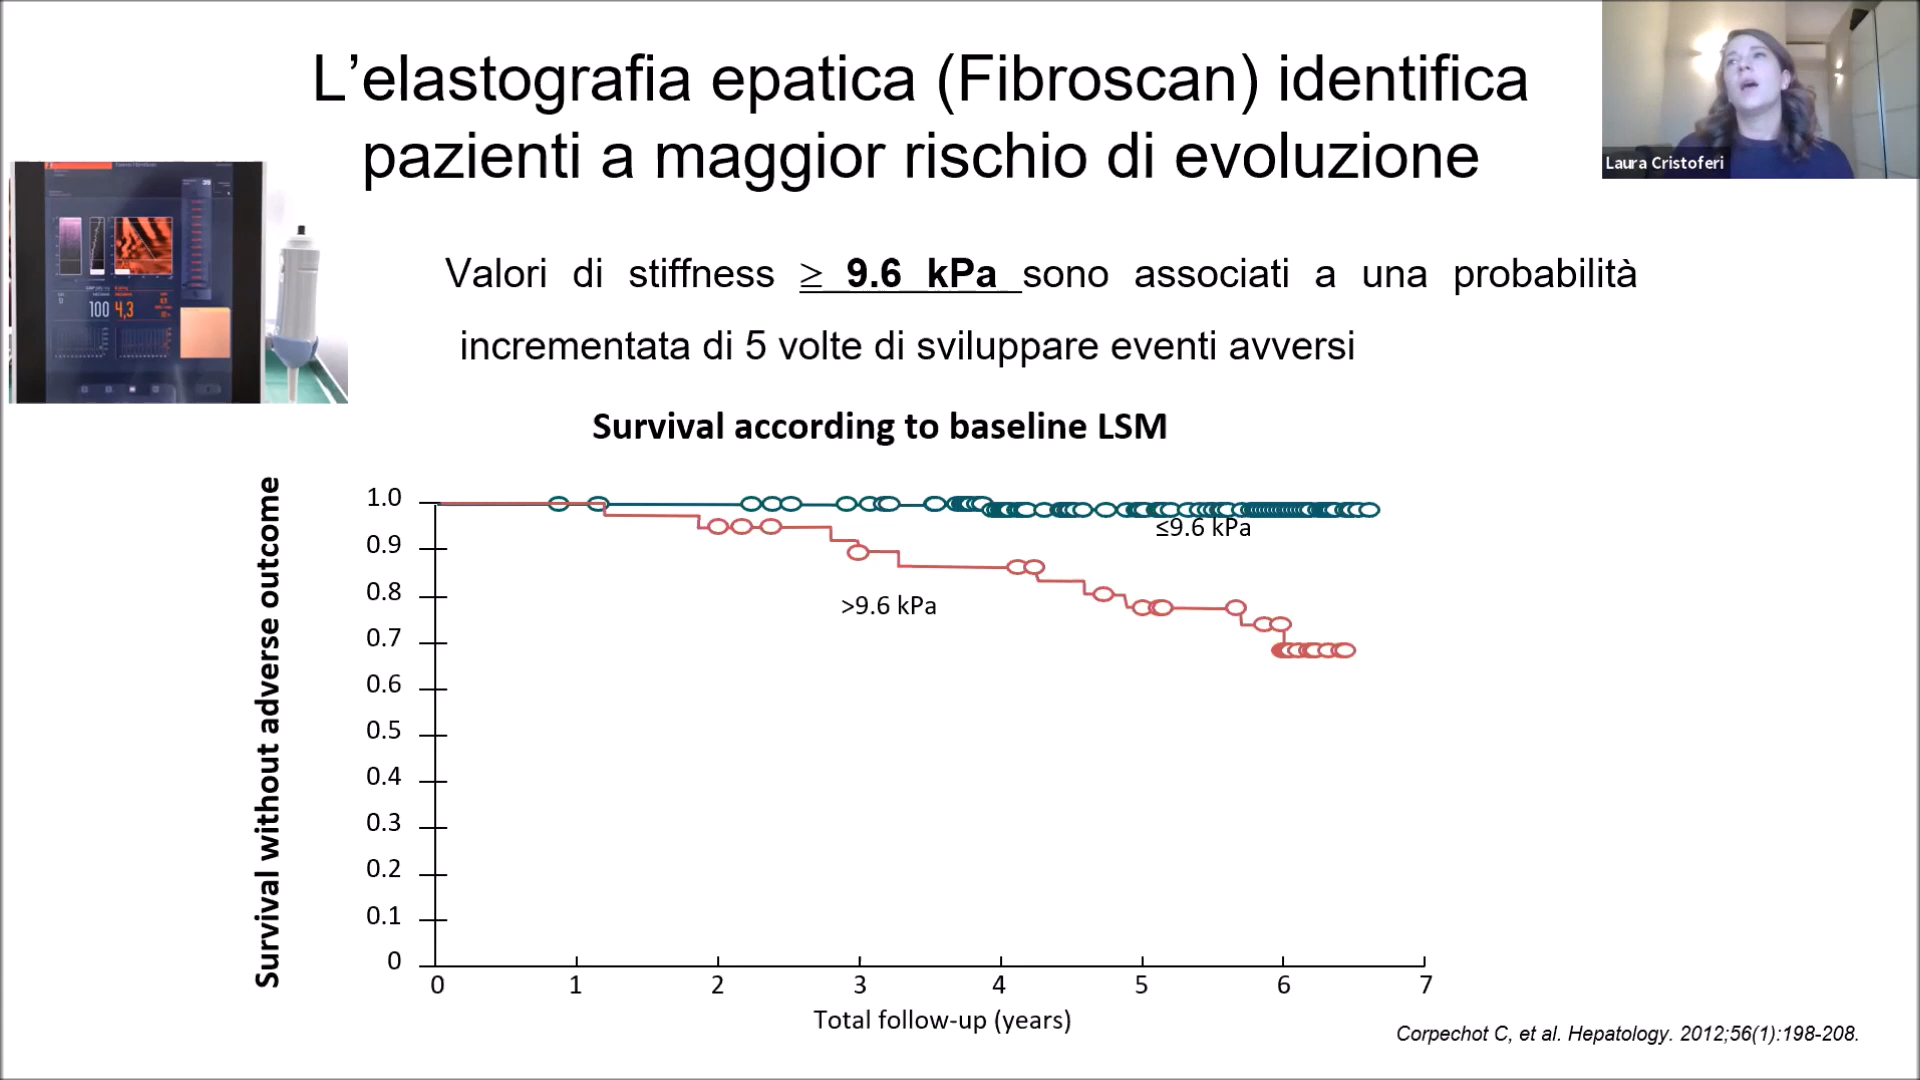 L’elastografia epatica (Fibroscan) identifica
pazienti a maggior rischio di evoluzione
Laura Cristoferi
39
100 4,3
Valori di stiffness ≥ 9.6 kPa sono associati a una probabilità
incrementata di 5 volte di sviluppare eventi avversi
Survival according to baseline LSM
Survival without adverse outcome
1.0
0.9
0.8
0.7
0.6
0.5
0.4
0.3
0.2
0.1
0
≤9.6 kPa
>9.6 kPa
0 1 2 3 4 5 6 7
Total follow-up (years)
Corpechot C, et al. Hepatology. 2012;56(1):198-208.